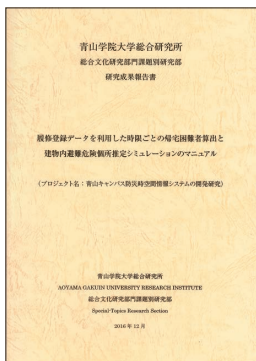 青山学院大学総合研究所
総合文化研究部門課題別研究部
研究成果報告書
履修登録データを利用した時限ごとの帰宅困難者算出と
建物内避難危険個所推定シミュレーションのマニュアル
(プロジェクト名：青山キャンパス防災時空間情報システムの開発研究)
青山学院大学総合研究所
AOYAMA GAKUIN UNIVERSITY RESEARCH INSTITUTE
総合文化研究部門課題別研究部
Special Topics Research Section
2016 年 12 月